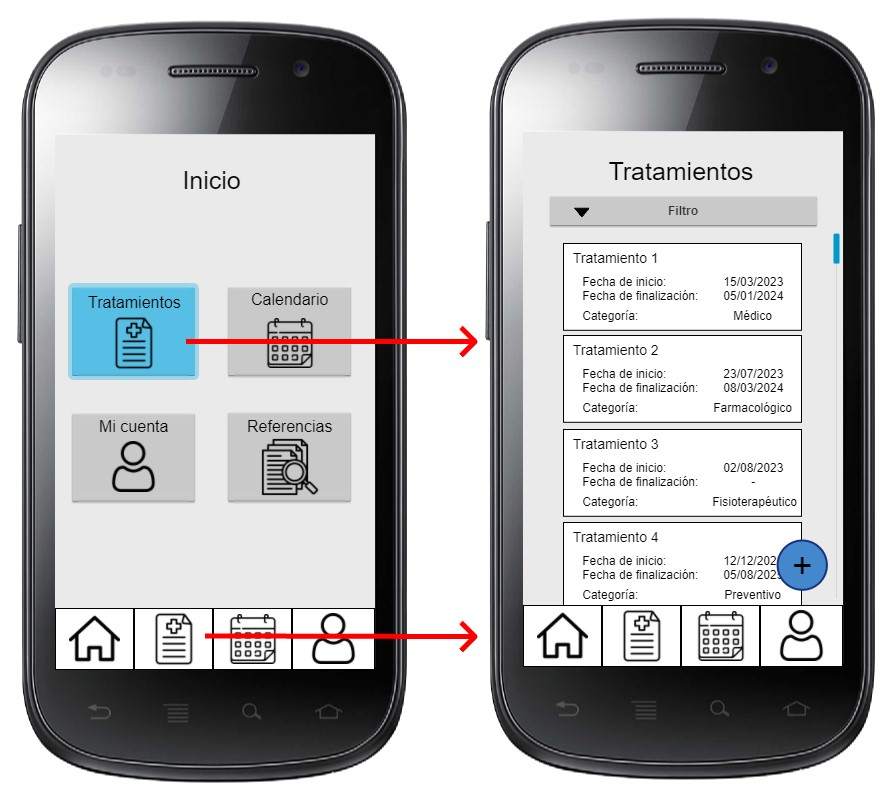 Inicio
Tratamientos
Calendario
Mi cuenta
Referencias
Tratamientos
Filtro
Tratamiento 1
Fecha de inicio: 15/03/2023
Fecha de finalización: 05/01/2024
Categoría: Médico
Tratamiento 2
Fecha de inicio: 23/07/2023
Fecha de finalización: 08/03/2024
Categoría: Farmacológico
Tratamiento 3
Fecha de inicio: 02/08/2023
Fecha de finalización: -
Categoría: Fisioterapéutico
Tratamiento 4
Fecha de inicio: 12/12/202
Fecha de finalización: 05/08/202
Categoría: Preventivo
+